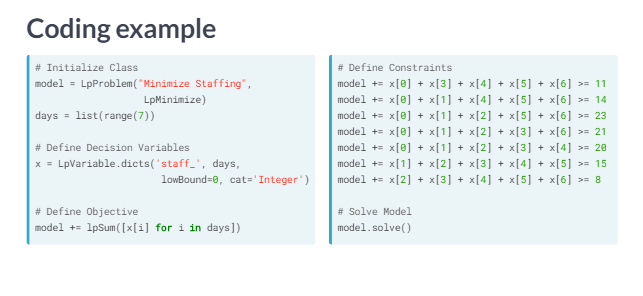 Coding example
# Initialize Class
model = LpProblem("Minimize Staffing",
LpMinimize)
days = list(range(7))
# Define Decision Variables
x = LpVariable.dicts('staff_', days,
lowBound=0, cat='Integer')
# Define Objective
model += lpSum([x[i] for i in days])
# Define Constraints
model += x[0] + x[3] + x[4] + x[5] + x[6] >= 11
model += x[0] + x[1] + x[4] + x[5] + x[6] >= 14
model += x[0] + x[1] + x[2] + x[5] + x[6] >= 23
model += x[0] + x[1] + x[2] + x[3] + x[6] >= 21
model += x[0] + x[1] + x[2] + x[3] + x[4] >= 20
model += x[1] + x[2] + x[3] + x[4] + x[5] >= 15
model += x[2] + x[3] + x[4] + x[5] + x[6] >= 8
# Solve Model
model.solve()